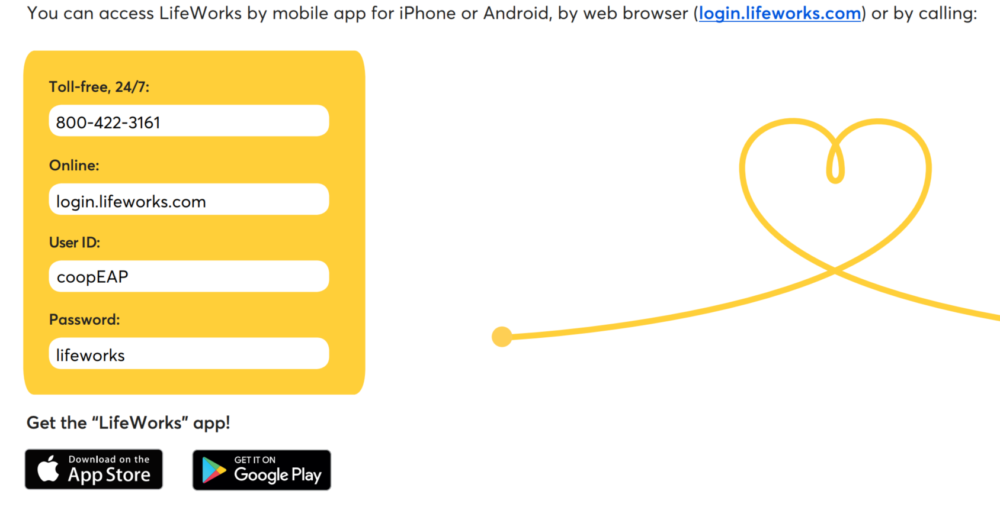 You can access LifeWorks by mobile app for iPhone or Android, by web browser (login.lifeworks.com) or by calling:
Toll-free, 24/7:
800-422-3161
Online:
login.lifeworks.com
User ID:
coopEAP
Password:
lifeworks
Get the “LifeWorks” app!
Download on the
App Store
GET IT ON
Google Play